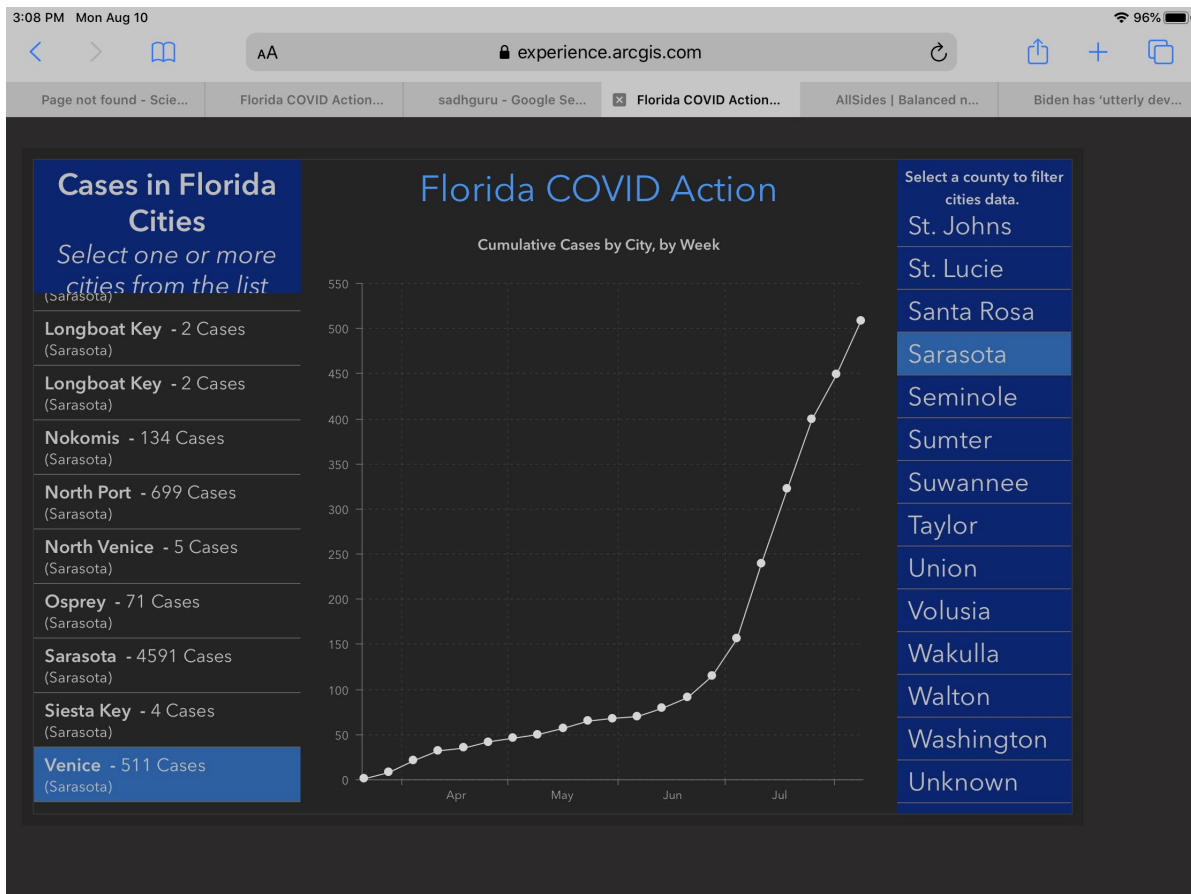 3:08 PM Mon Aug 10
96%
AA
experience.arcgis.com
Page not found - Scie...
Florida COVID Action...
sadhguru - Google Se...
Florida COVID Action...
AllSides | Balanced n...
Biden has ‘utterly dev...
Cases in Florida
Cities
Select one or more
cities from the list
(Sarasota)
Longboat Key - 2 Cases
(Sarasota)
Longboat Key - 2 Cases
(Sarasota)
Nokomis - 134 Cases
(Sarasota)
North Port - 699 Cases
(Sarasota)
North Venice - 5 Cases
(Sarasota)
Osprey - 71 Cases
(Sarasota)
Sarasota - 4591 Cases
(Sarasota)
Siesta Key - 4 Cases
(Sarasota)
Venice - 511 Cases
(Sarasota)
Florida COVID Action
Cumulative Cases by City, by Week
550
500
450
400
350
300
250
200
150
100
50
0
Apr May Jun Jul
Select a county to filter
cities data.
St. Johns
St. Lucie
Santa Rosa
Sarasota
Seminole
Sumter
Suwannee
Taylor
Union
Volusia
Wakulla
Walton
Washington
Unknown